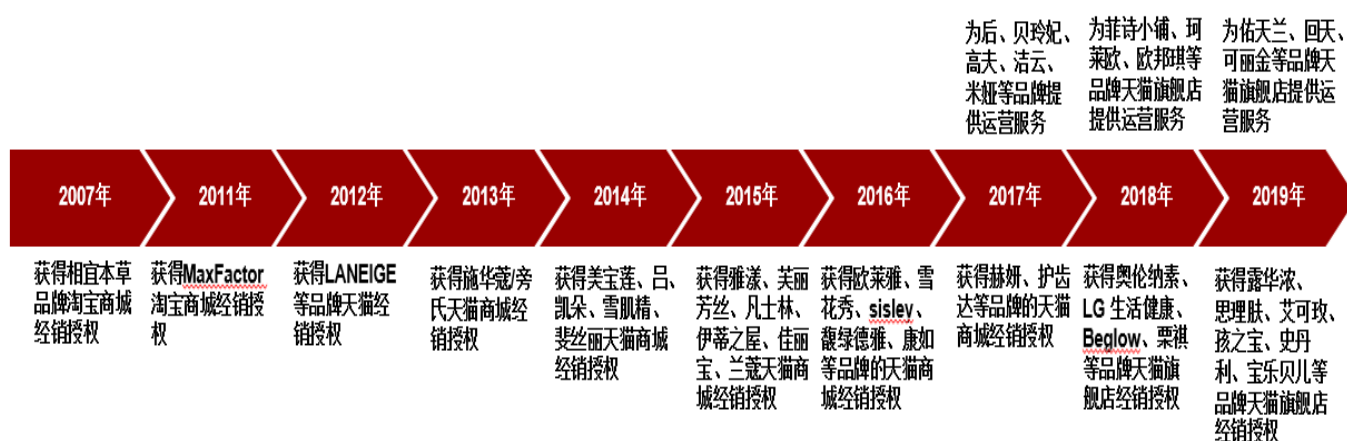 为后、贝玲妃、
高夫、洁云、
米娅等品牌提
供运营服务
为菲诗小铺、珂
莱欧、欧邦琪等
品牌天猫旗舰店
提供运营服务
为佑天兰、回天、
可丽金等品牌天
猫旗舰店提供运
营服务
2007年
2011年
2012年
2013年
2014年
2015年
2016年
2017年
2018年
2019年
获得相宜本草
品牌淘宝商城
经销授权
获得MaxFactor
淘宝商城经销授
权
获得LANEIGE
等品牌天猫经
销授权
获得施华蔻/旁
氏天猫商城经
销授权
获得美宝莲、吕、
凯朵、雪肌精、
斐丝丽天猫商城
经销授权
获得雅漾、芙丽
芳丝、凡士林、
伊蒂之屋、佳丽
宝、兰蔻天猫商
城经销授权
获得欧莱雅、雪
花秀、sisley、
馥绿德雅、康如
等品牌的天猫商
城经销授权
获得赫妍、护齿
达等品牌的天猫
商城经销授权
获得奥伦纳素、
LG 生活健康、
Beglow、栗祺
等品牌天猫旗
舰店经销授权
获得露华浓、
思理肤、艾可玫、
孩之宝、史丹
利、宝乐贝儿等
品牌天猫旗舰店
经销授权